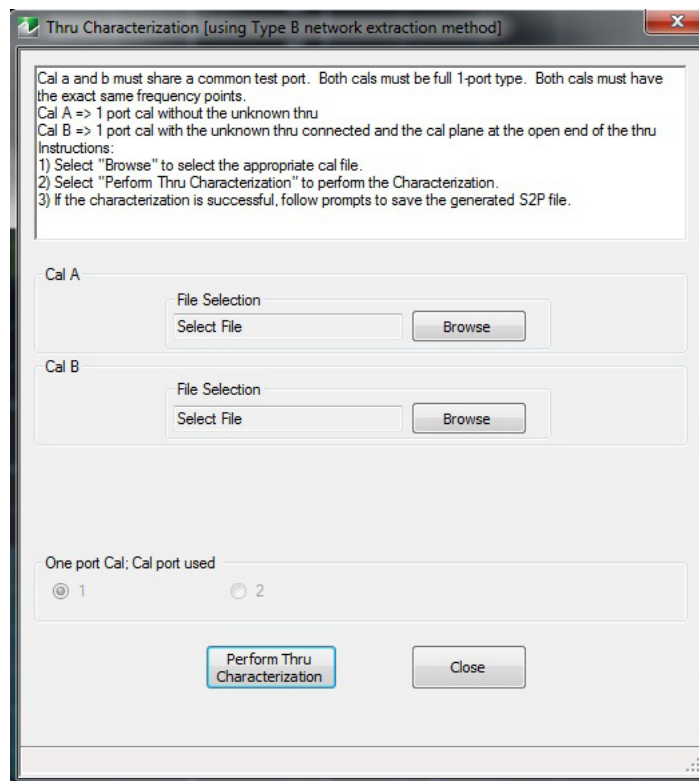 Thru Characterization [using Type B network extraction method]
Cal a and b must share a common test port.  Both cals must be full 1-port type.  Both cals must have
the exact same frequency points.
Cal A => 1 port cal without the unknown thru
Cal B => 1 port cal with the unknown thru connected and the cal plane at the open end of the thru
Instructions:
1) Select "Browse" to select the appropriate cal file.
2) Select "Perform Thru Characterization" to perform the Characterization.
3) If the characterization is successful, follow prompts to save the generated S2P file.
Cal A
File Selection
Select File
Browse
Cal B
File Selection
Select File
Browse
One port Cal; Cal port used
1
2
Perform Thru
Characterization
Close